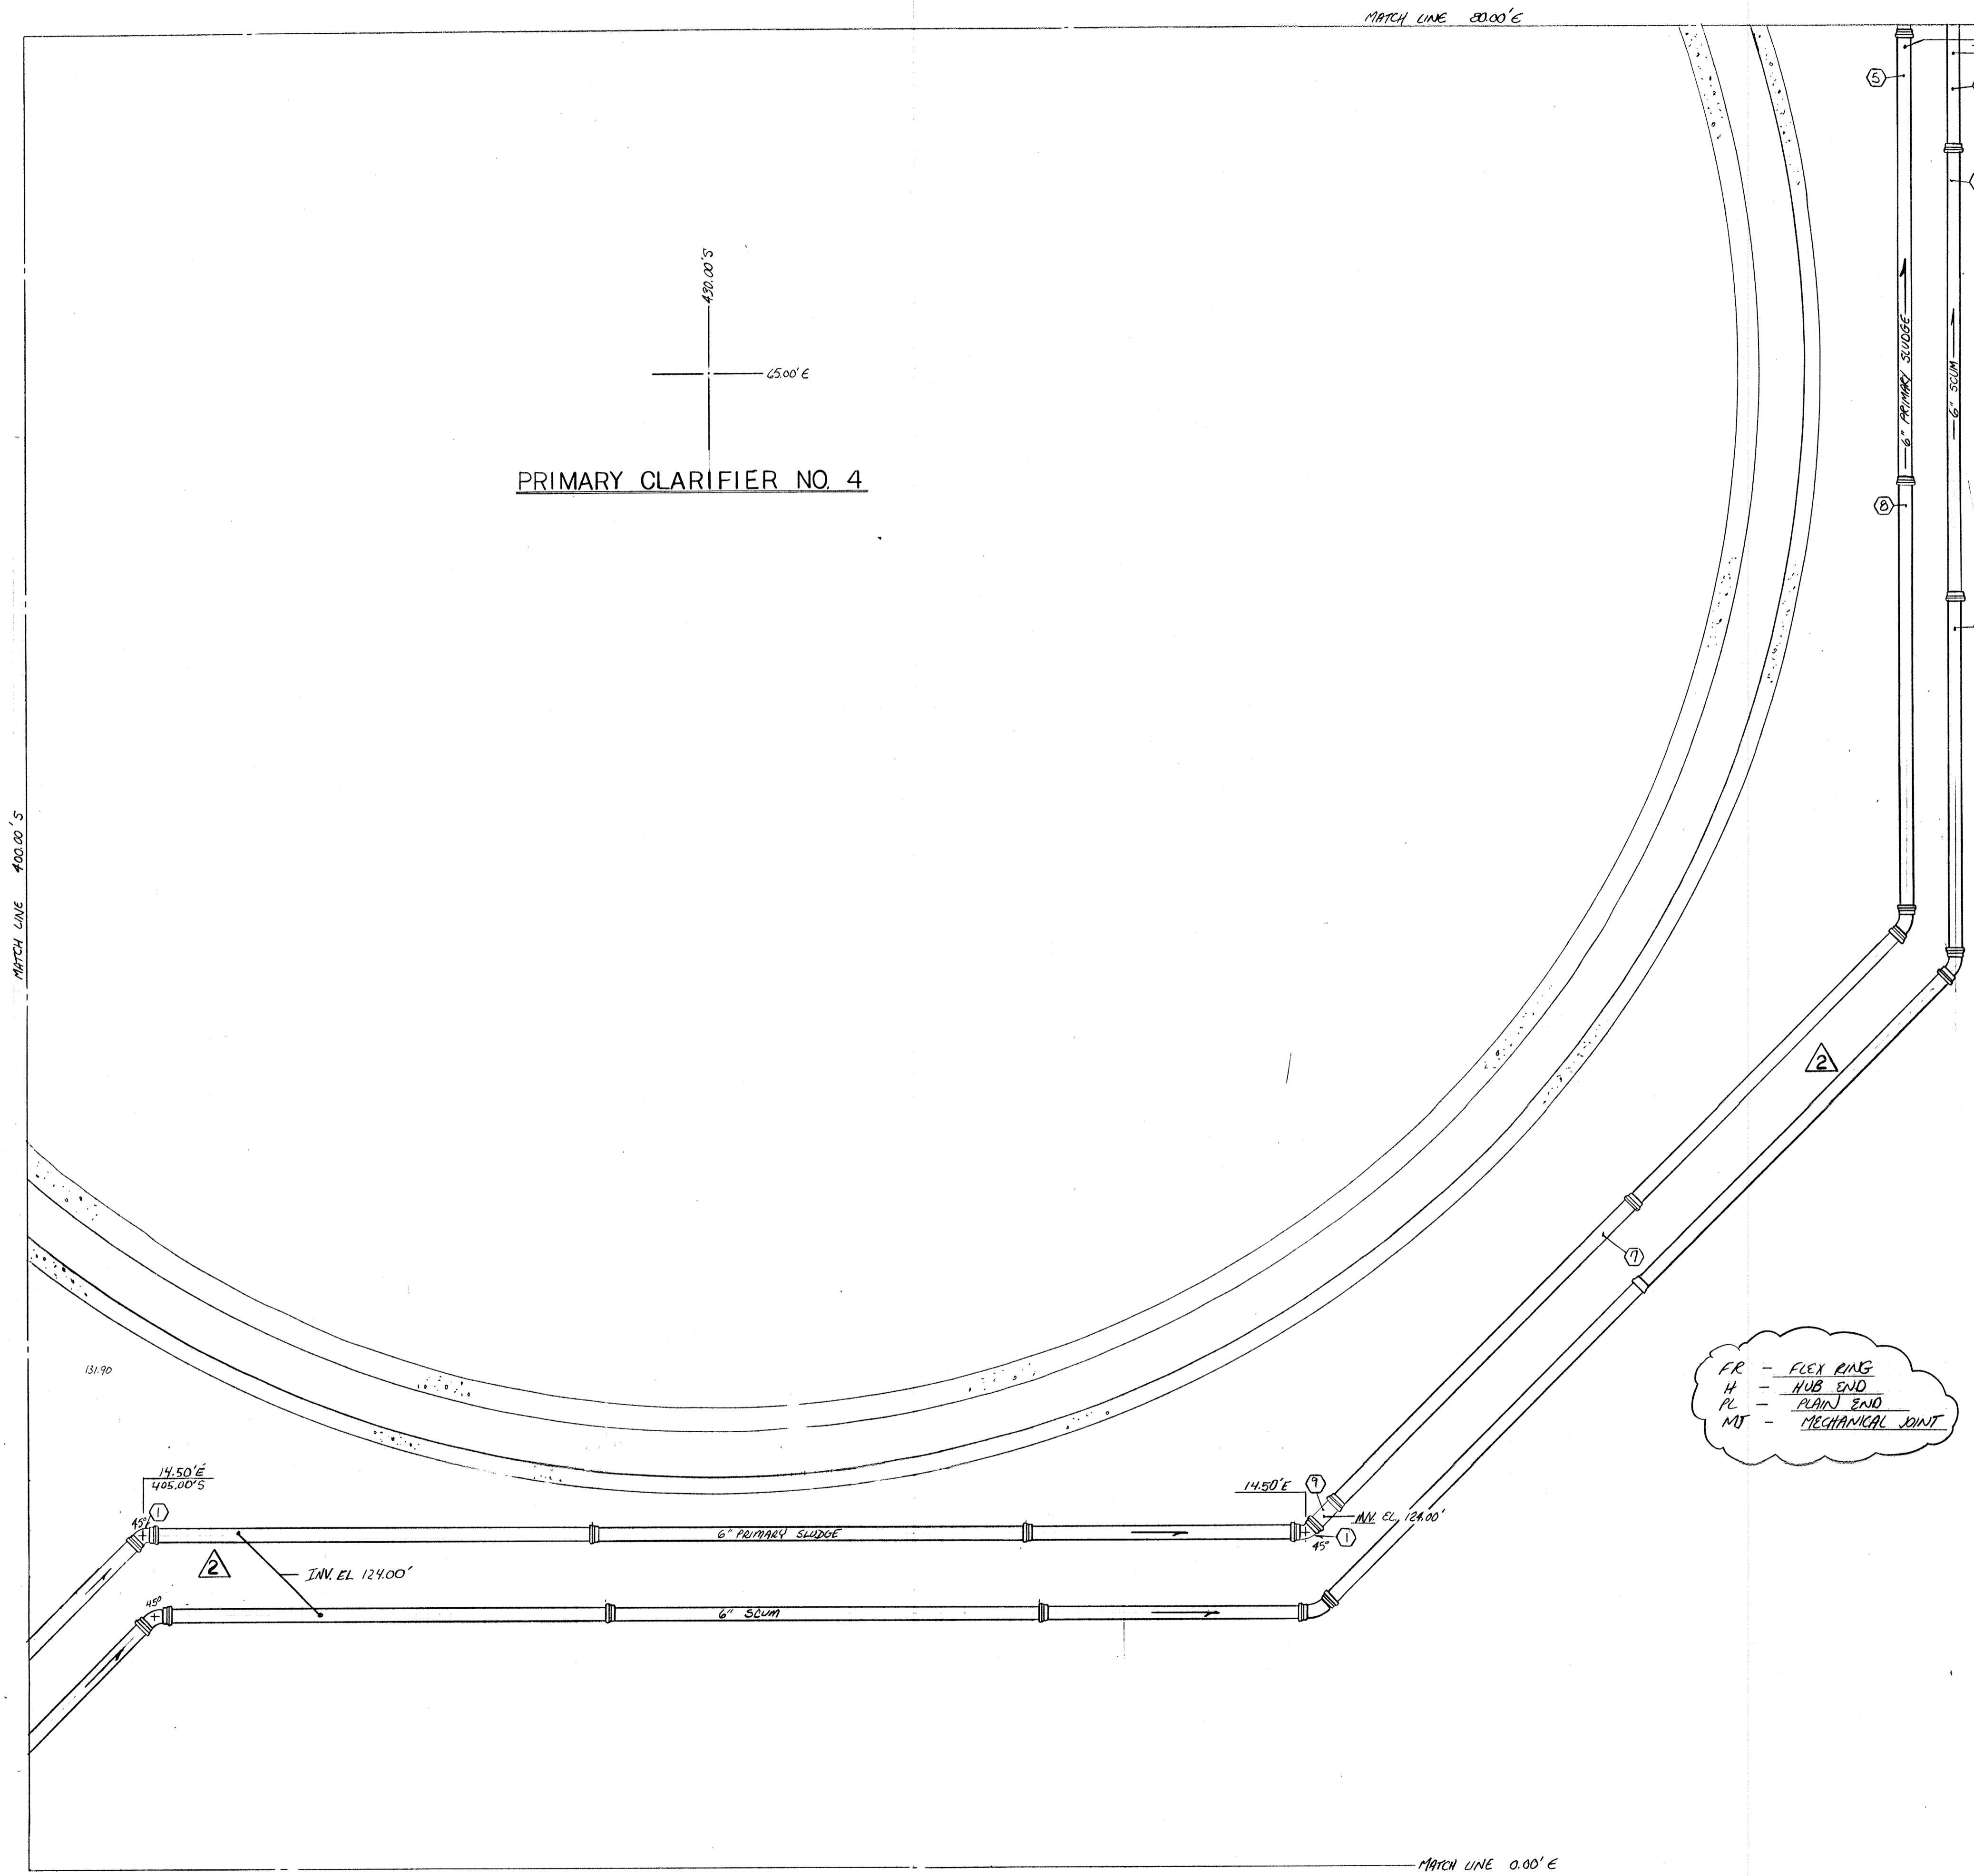 MATCH LINE 80.00' E
5
430.00' S
65.00' E
PRIMARY CLARIFIER NO. 4
6" PRIMARY SLUDGE
6" SCUM
8
MATCH LINE 400.00' S
2
7
FR - FLEX RING
H - HUB END
PL - PLAIN END
MJ - MECHANICAL JOINT
131.90
14.50' E
405.00' S
1
45°
14.50' E
9
INV. EL. 124.00'
6" PRIMARY SLUDGE
1
45°
2
INV. EL 124.00'
45°
6" SCUM
MATCH LINE 0.00' E